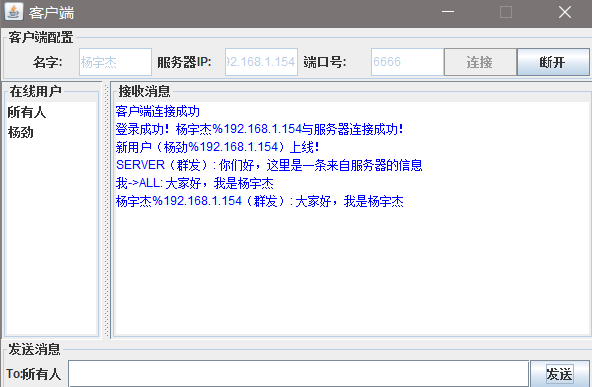 客户端
客户端配置
名字: 杨宇杰 服务器IP: 92.168.1.154 端口号: 6666 连接 断开
在线用户
所有人
杨劲
接收消息
客户端连接成功
登录成功！杨宇杰%192.168.1.154与服务器连接成功！
新用户（杨劲%192.168.1.154）上线！
SERVER（群发）: 你们好，这里是一条来自服务器的信息
我->ALL: 大家好，我是杨宇杰
杨宇杰%192.168.1.154（群发）: 大家好，我是杨宇杰
发送消息
To:所有人 发送